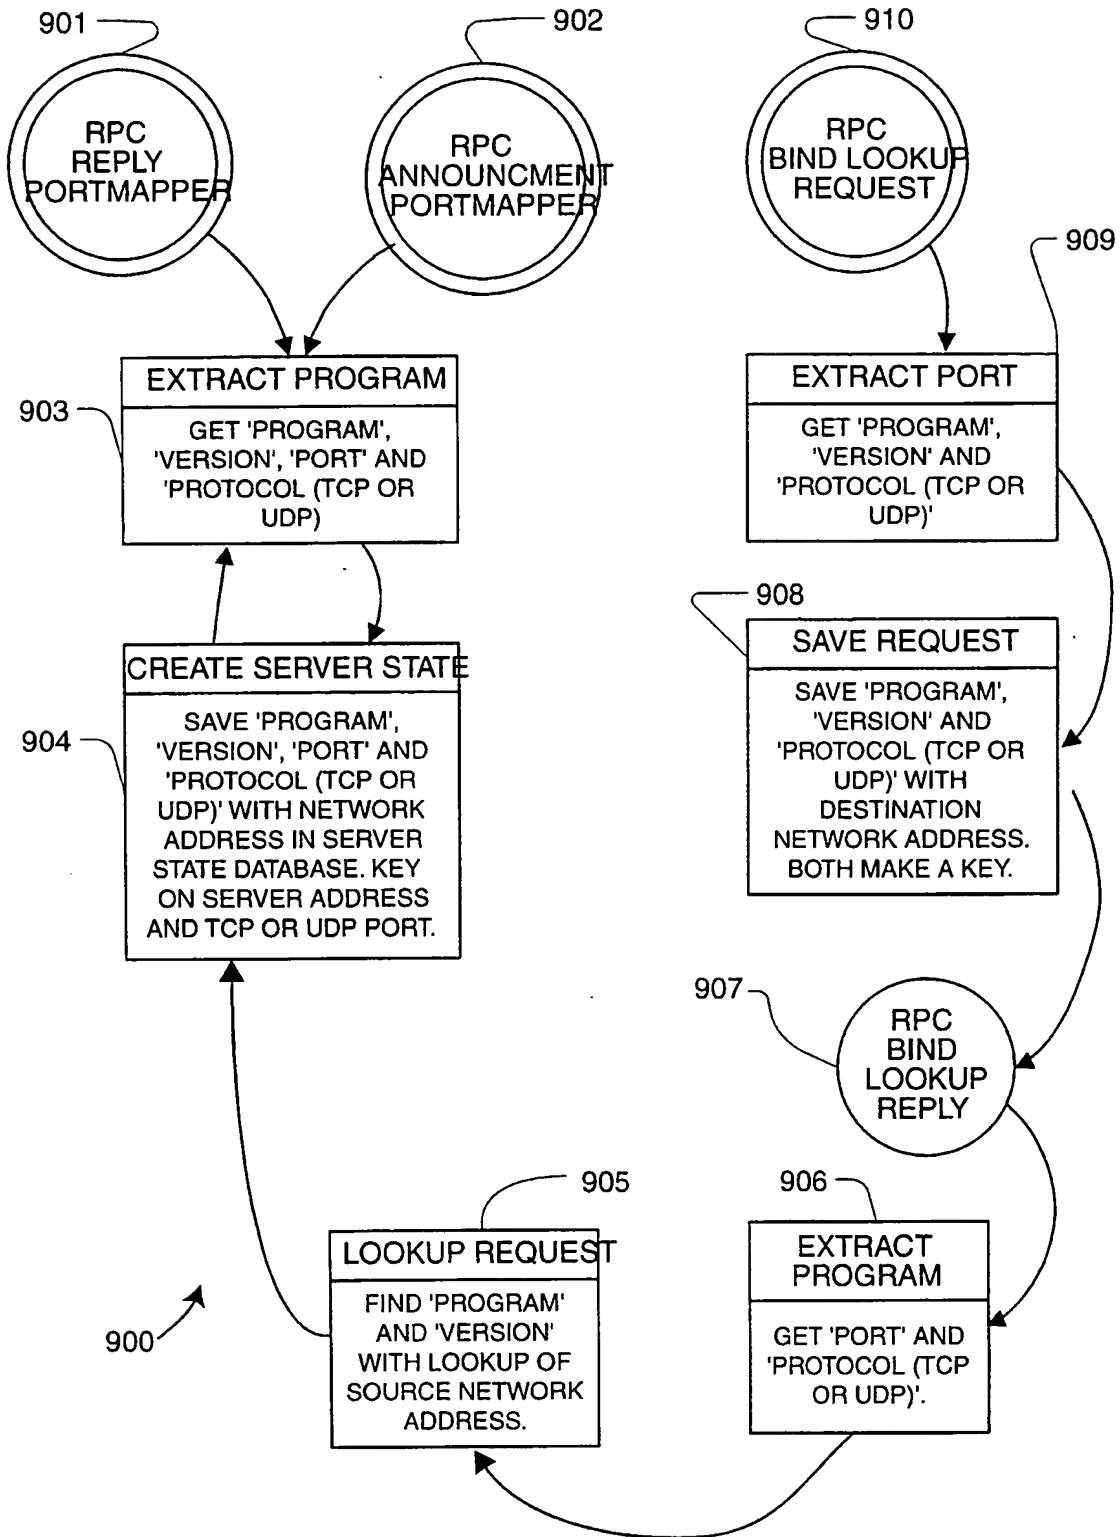 901
902
910
RPC
REPLY
PORTMAPPER
RPC
ANNOUNCMENT
PORTMAPPER
RPC
BIND LOOKUP
REQUEST
909
EXTRACT PROGRAM
903
GET 'PROGRAM',
'VERSION', 'PORT' AND
'PROTOCOL (TCP OR
UDP)
EXTRACT PORT
GET 'PROGRAM',
'VERSION' AND
'PROTOCOL (TCP OR
UDP)'
908
CREATE SERVER STATE
904
SAVE 'PROGRAM',
'VERSION', 'PORT' AND
'PROTOCOL (TCP OR
UDP)' WITH NETWORK
ADDRESS IN SERVER
STATE DATABASE. KEY
ON SERVER ADDRESS
AND TCP OR UDP PORT.
SAVE REQUEST
SAVE 'PROGRAM',
'VERSION' AND
'PROTOCOL (TCP OR
UDP)' WITH
DESTINATION
NETWORK ADDRESS.
BOTH MAKE A KEY.
907
RPC
BIND
LOOKUP
REPLY
905
906
LOOKUP REQUEST
FIND 'PROGRAM'
AND 'VERSION'
WITH LOOKUP OF
SOURCE NETWORK
ADDRESS.
EXTRACT
PROGRAM
GET 'PORT' AND
'PROTOCOL (TCP
OR UDP)'.
900